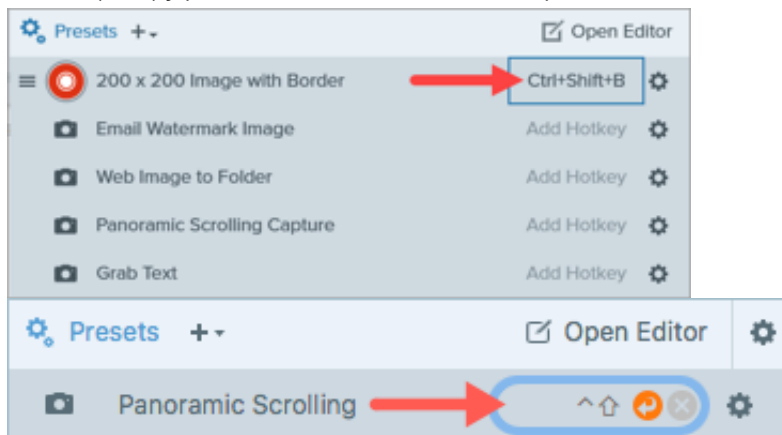 Presets
Open Editor
200 x 200 Image with Border Ctrl+Shift+B
Email Watermark Image Add Hotkey
Web Image to Folder Add Hotkey
Panoramic Scrolling Capture Add Hotkey
Grab Text Add Hotkey
Presets
Open Editor
Panoramic Scrolling